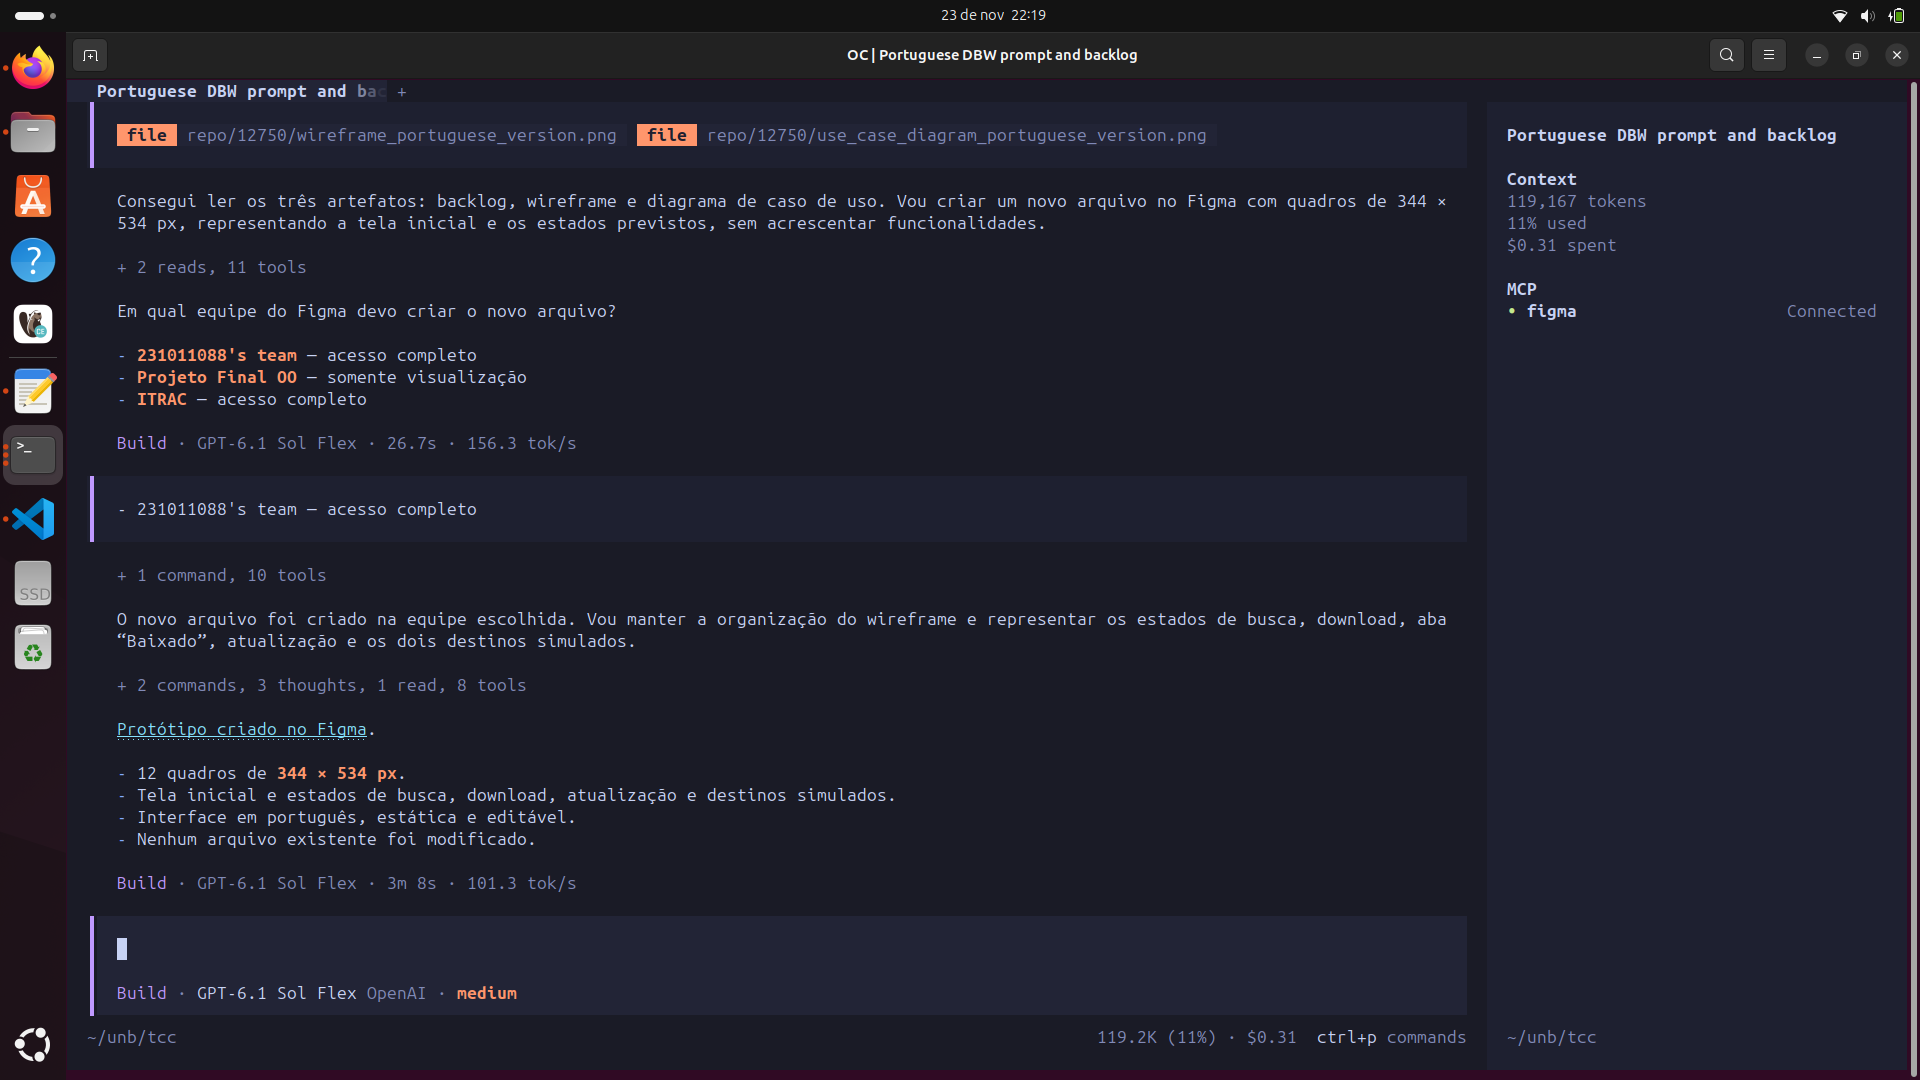 23 de nov 22:19
OC | Portuguese DBW prompt and backlog
Portuguese DBW prompt and bac +
file repo/12750/wireframe_portuguese_version.png file repo/12750/use_case_diagram_portuguese_version.png
Consegui ler os três artefatos: backlog, wireframe e diagrama de caso de uso. Vou criar um novo arquivo no Figma com quadros de 344 ×
534 px, representando a tela inicial e os estados previstos, sem acrescentar funcionalidades.
+ 2 reads, 11 tools
Em qual equipe do Figma devo criar o novo arquivo?
- 231011088's team — acesso completo
- Projeto Final OO — somente visualização
- ITRAC — acesso completo
Build · GPT-6.1 Sol Flex · 26.7s · 156.3 tok/s
- 231011088's team — acesso completo
+ 1 command, 10 tools
O novo arquivo foi criado na equipe escolhida. Vou manter a organização do wireframe e representar os estados de busca, download, aba
“Baixado”, atualização e os dois destinos simulados.
+ 2 commands, 3 thoughts, 1 read, 8 tools
Protótipo criado no Figma.
- 12 quadros de 344 × 534 px.
- Tela inicial e estados de busca, download, atualização e destinos simulados.
- Interface em português, estática e editável.
- Nenhum arquivo existente foi modificado.
Build · GPT-6.1 Sol Flex · 3m 8s · 101.3 tok/s
Build · GPT-6.1 Sol Flex OpenAI · medium
~/unb/tcc
119.2K (11%) · $0.31 ctrl+p commands
Portuguese DBW prompt and backlog
Context
119,167 tokens
11% used
$0.31 spent
MCP
• figma Connected
~/unb/tcc
SSD